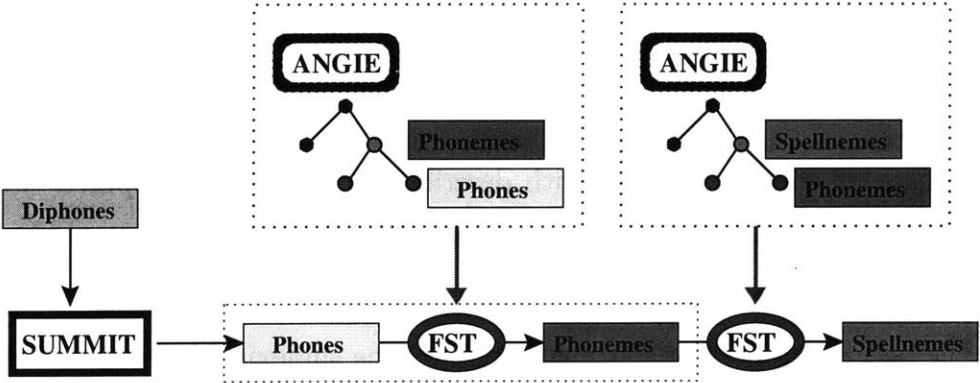 ANGIE
ANGIE
Phonemes
Spellnemes
Phones
Phonemes
Diphones
SUMMIT
Phones
FST
Phonemes
FST
Spellnemes